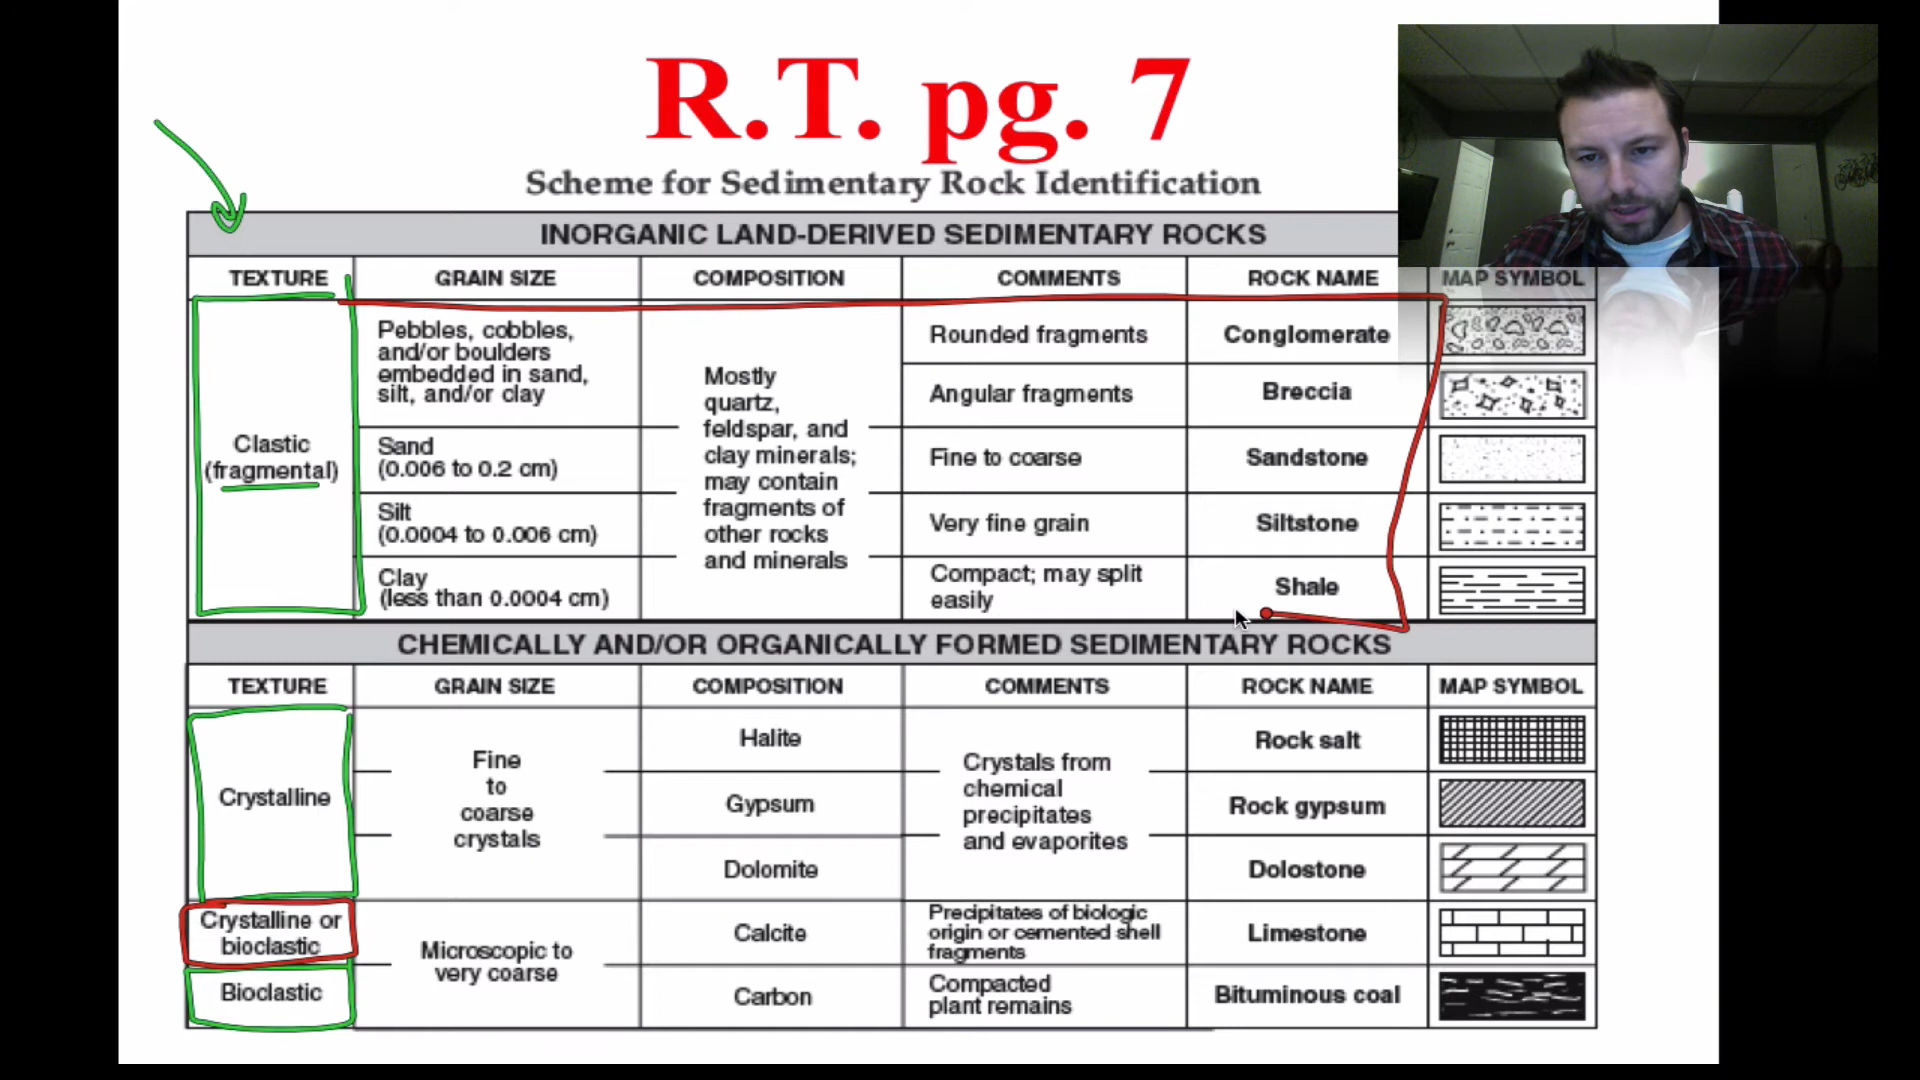 R.T. pg. 7
Scheme for Sedimentary Rock Identification
INORGANIC LAND-DERIVED SEDIMENTARY ROCKS
TEXTURE GRAIN SIZE COMPOSITION COMMENTS ROCK NAME MAP SYMBOL
Clastic
(fragmental)
Pebbles, cobbles,
and/or boulders
embedded in sand,
silt, and/or clay
Sand
(0.006 to 0.2 cm)
Silt
(0.0004 to 0.006 cm)
Clay
(less than 0.0004 cm)
Mostly
quartz,
feldspar, and
clay minerals;
may contain
fragments of
other rocks
and minerals
Rounded fragments
Conglomerate
Angular fragments
Breccia
Fine to coarse
Sandstone
Very fine grain
Siltstone
Compact; may split
easily
Shale
CHEMICALLY AND/OR ORGANICALLY FORMED SEDIMENTARY ROCKS
TEXTURE GRAIN SIZE COMPOSITION COMMENTS ROCK NAME MAP SYMBOL
Crystalline
Fine
to
coarse
crystals
Halite
Gypsum
Dolomite
Crystals from
chemical
precipitates
and evaporites
Rock salt
Rock gypsum
Dolostone
Crystalline or
bioclastic
Microscopic to
very coarse
Calcite
Precipitates of biologic
origin or cemented shell
fragments
Limestone
Bioclastic
Carbon
Compacted
plant remains
Bituminous coal